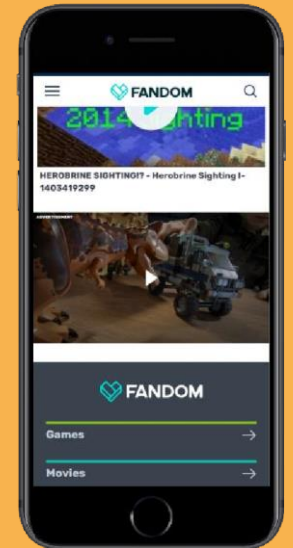 FANDOM
2014 Sighting
HEROBRINE SIGHTING!? - Herobrine Sighting I-
1403419299
ADVERTISEMENT
FANDOM
Games
Movies